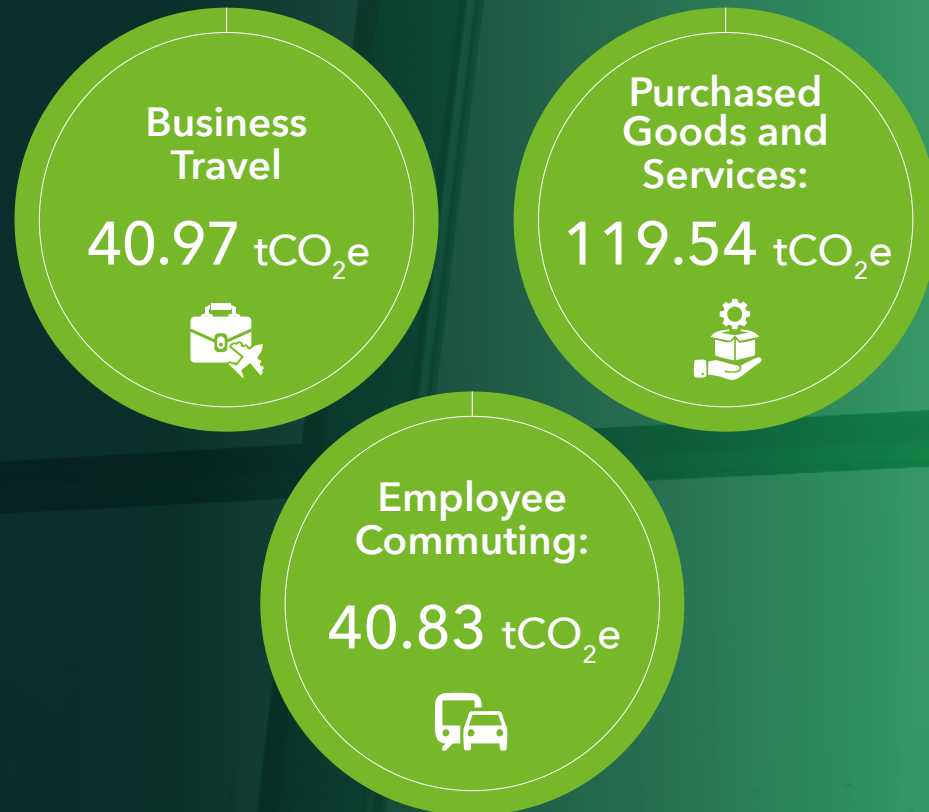 Business
Travel
40.97 tCO₂e
Purchased
Goods and
Services:
119.54 tCO₂e
Employee
Commuting:
40.83 tCO₂e